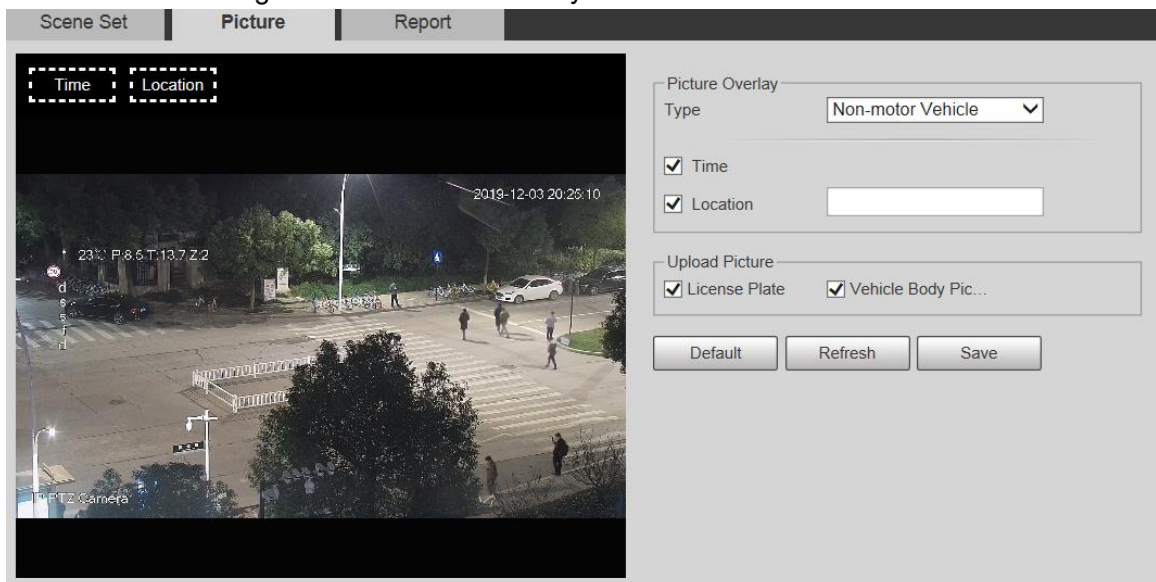 Scene Set Picture Report
Time Location
Picture Overlay
Type Non-motor Vehicle
Time
Location
2019-12-03 20:25:10
23℃ P:8.5 T:13.7 Z:2
Upload Picture
License Plate Vehicle Body Pic...
Default Refresh Save
PTZ Camera